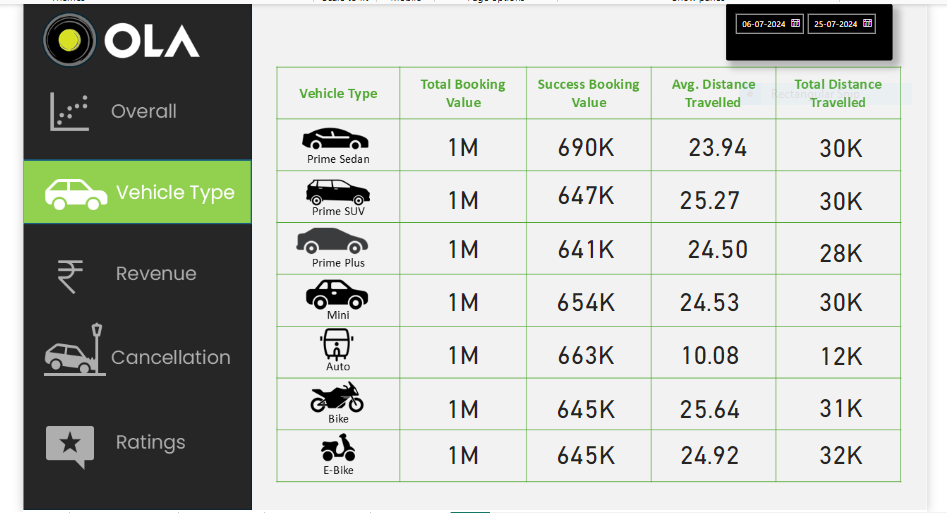 06-07-2024 25-07-2024
OLA
Overall
Vehicle Type
₹ Revenue
Cancellation
Ratings
Vehicle Type Total Booking Value Success Booking Value Avg. Distance Travelled Total Distance Travelled
Prime Sedan 1M 690K 23.94 30K
Prime SUV 1M 647K 25.27 30K
Prime Plus 1M 641K 24.50 28K
Mini 1M 654K 24.53 30K
Auto 1M 663K 10.08 12K
Bike 1M 645K 25.64 31K
E-Bike 1M 645K 24.92 32K